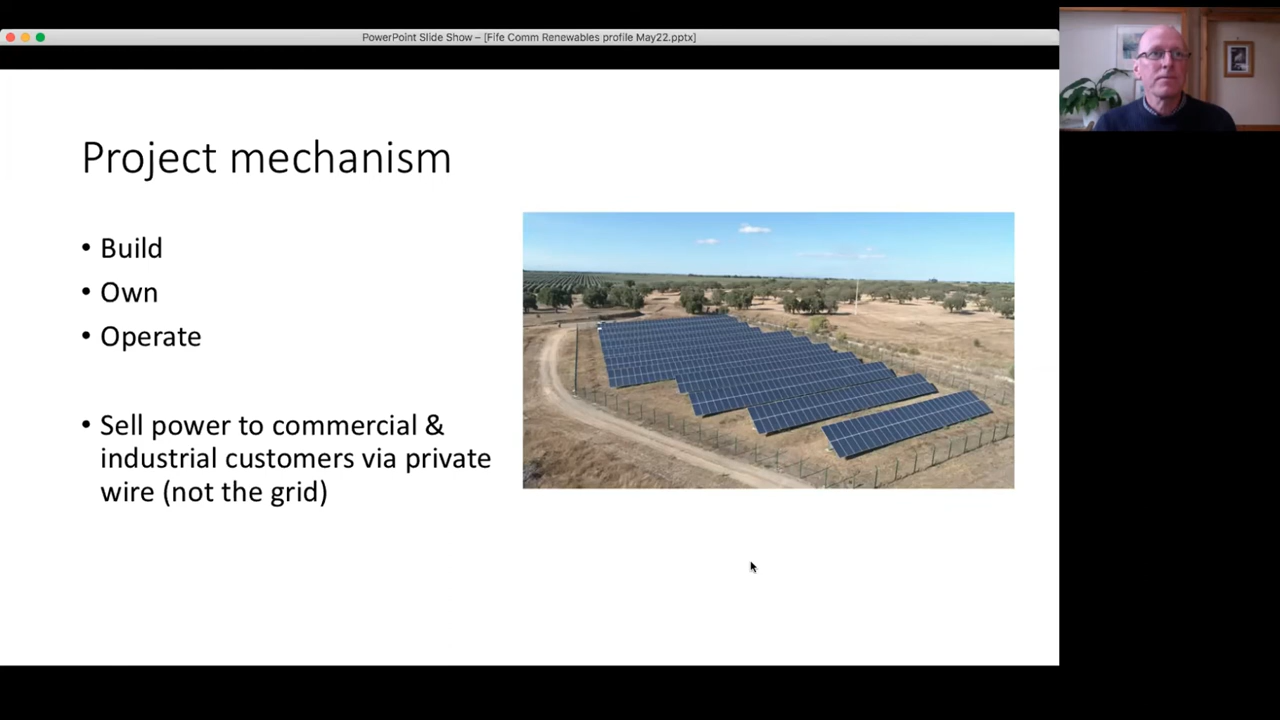 PowerPoint Slide Show – [Fife Comm Renewables profile May22.pptx]
Project mechanism
• Build
• Own
• Operate
• Sell power to commercial &
industrial customers via private
wire (not the grid)